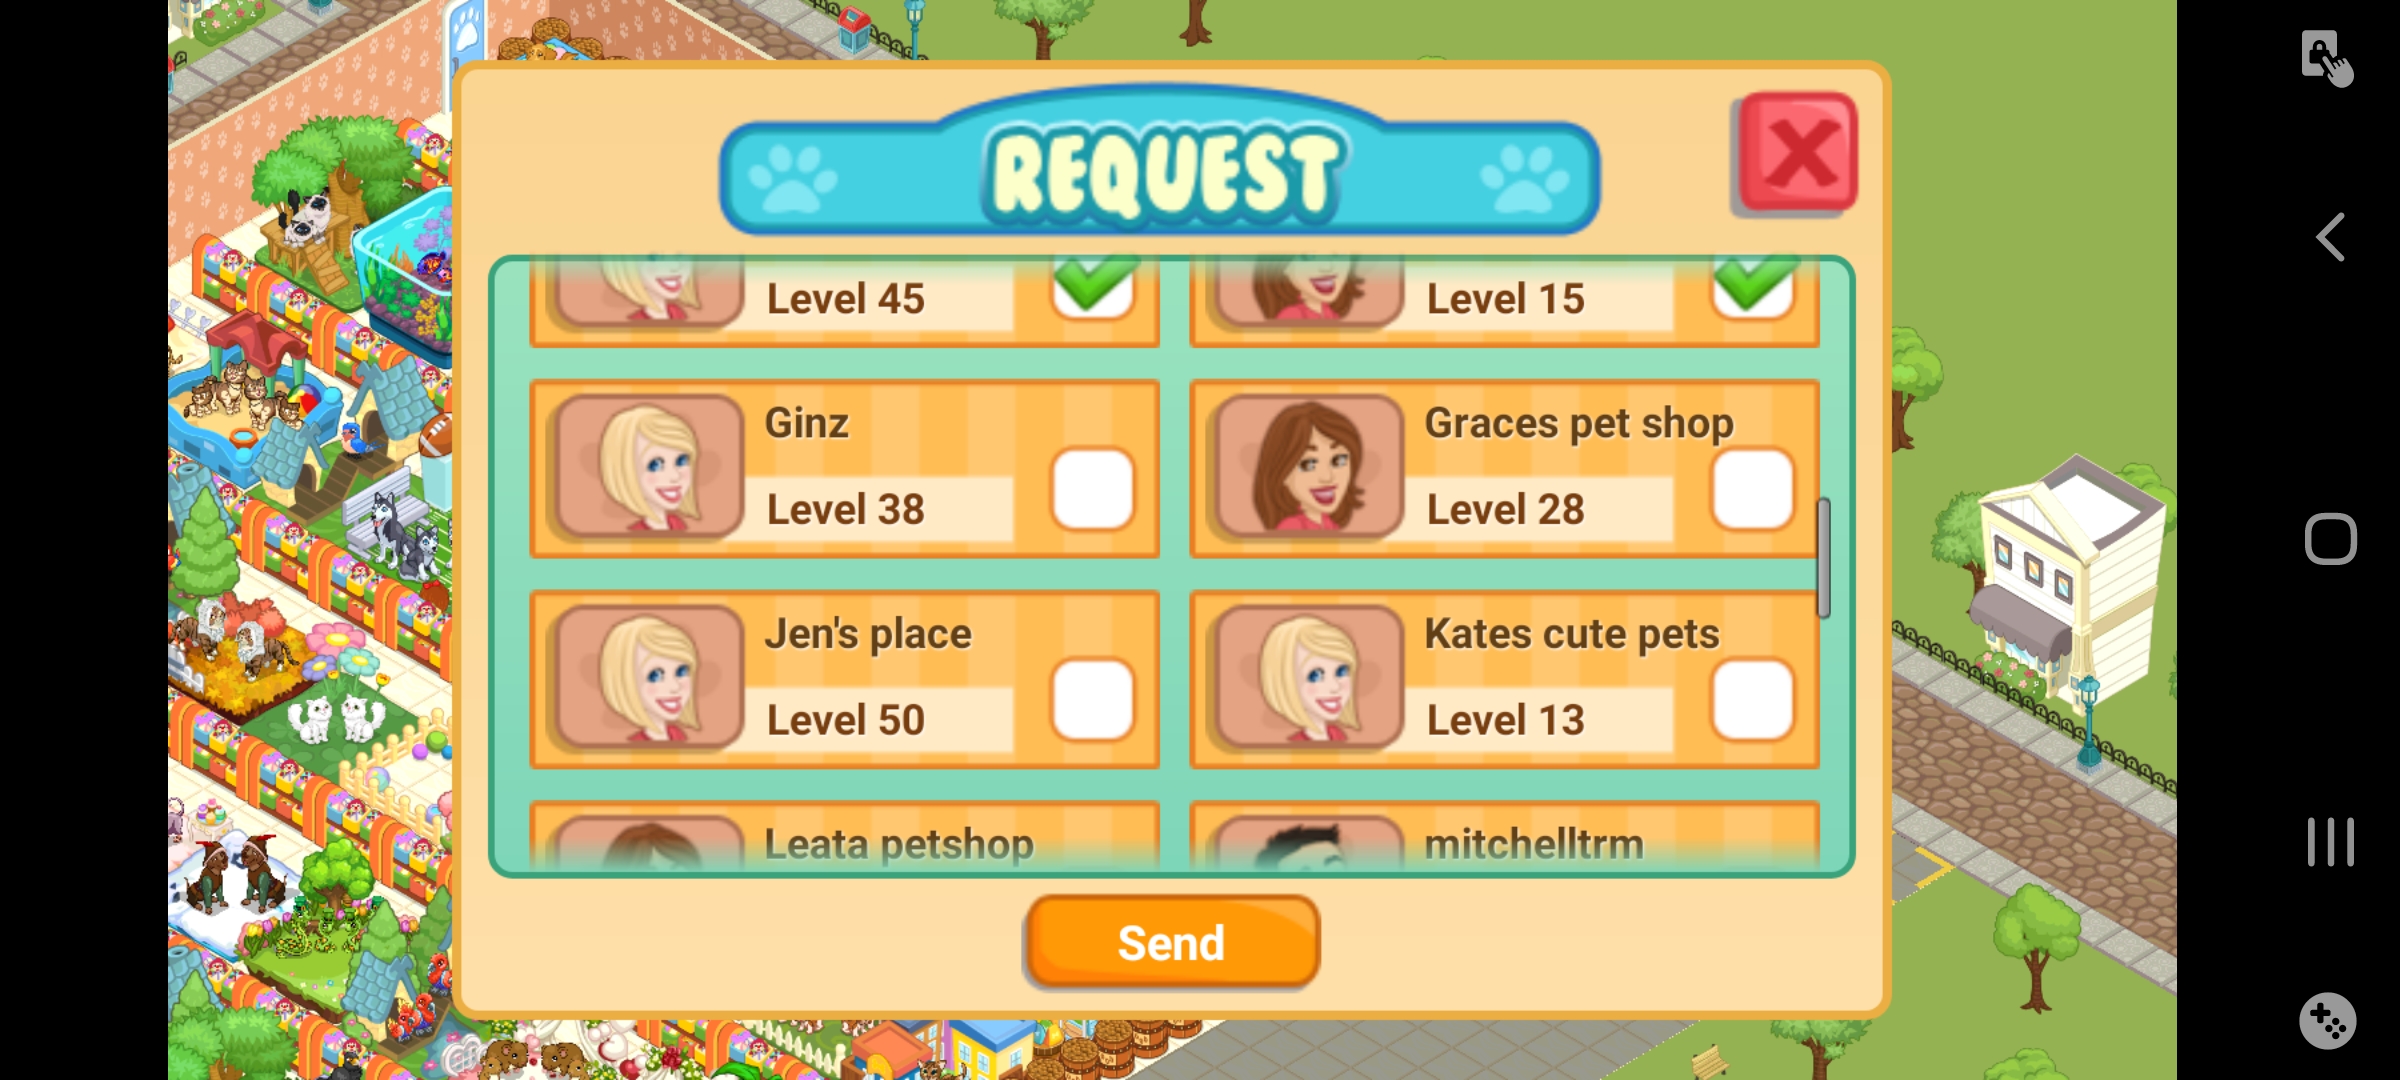 REQUEST
Level 45
Level 15
Ginz
Level 38
Graces pet shop
Level 28
Jen's place
Level 50
Kates cute pets
Level 13
Leata petshop
mitchelltrm
Send